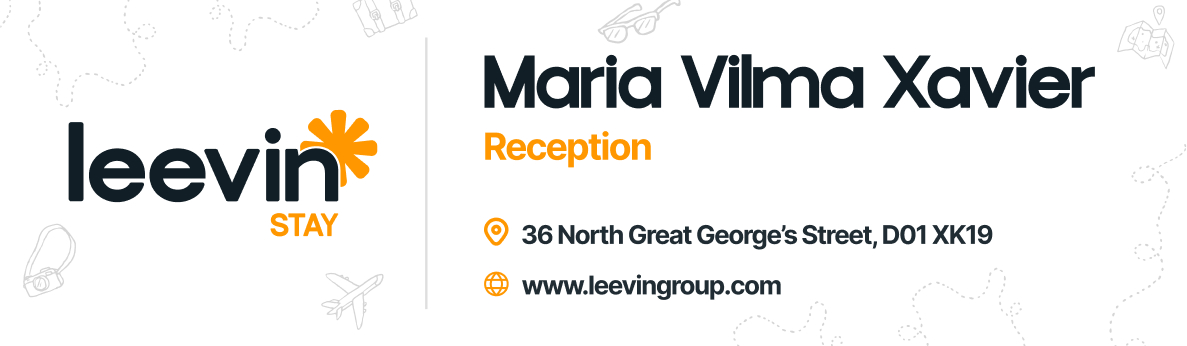 leevin
STAY
Maria Vilma Xavier
Reception
36 North Great George’s Street, D01 XK19
www.leevingroup.com